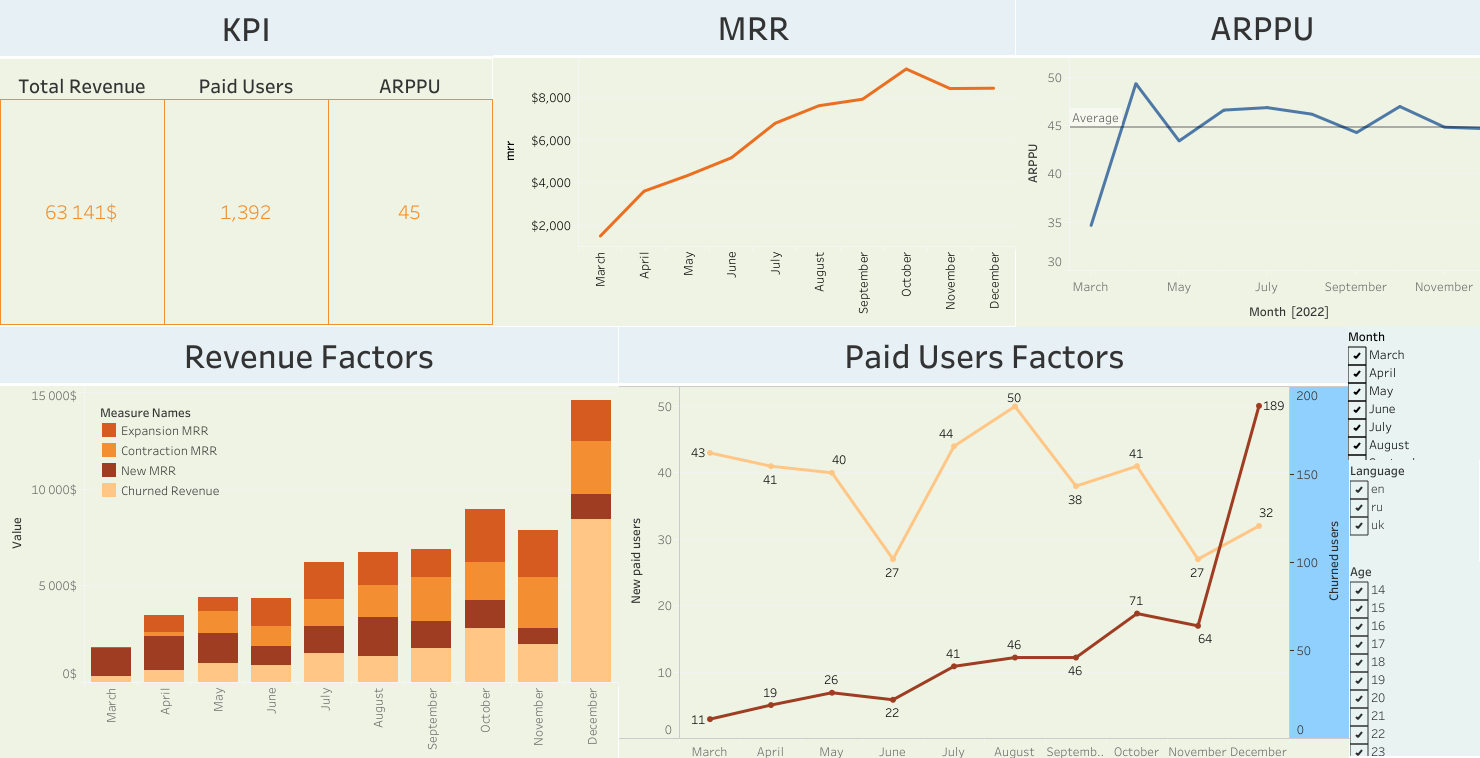 KPI
Total Revenue
Paid Users
ARPPU
63 141$
1,392
45
MRR
mrr
$8,000
$6,000
$4,000
$2,000
March
April
May
June
July
August
September
October
November
December
ARPPU
ARPPU
50
45
40
35
30
Average
March
May
July
September
November
Month [2022]
Revenue Factors
Value
15 000$
10 000$
5 000$
0$
Measure Names
Expansion MRR
Contraction MRR
New MRR
Churned Revenue
March
April
May
June
July
August
September
October
November
December
Paid Users Factors
New paid users
50
40
30
20
10
0
43
41
40
27
44
50
38
41
27
32
11
19
26
22
41
46
46
71
64
189
200
150
100
50
0
Churned users
March
April
May
June
July
August
Septemb..
October
November
December
Month
March
April
May
June
July
August
Language
en
ru
uk
Age
14
15
16
17
18
19
20
21
22
23